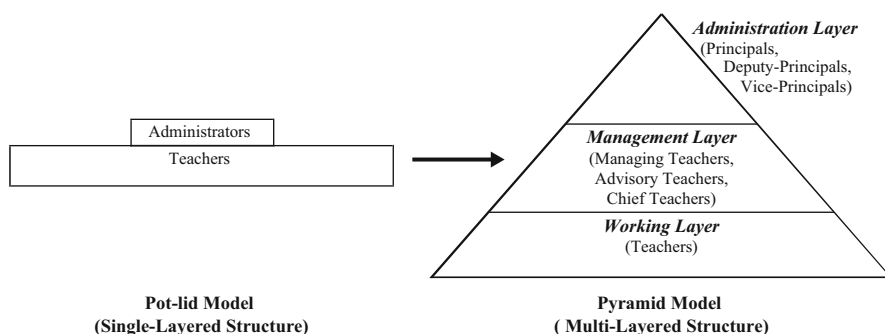 Administrators
Teachers
Pot-lid Model
(Single-Layered Structure)
Administration Layer
(Principals,
Deputy-Principals,
Vice-Principals)
Management Layer
(Managing Teachers,
Advisory Teachers,
Chief Teachers)
Working Layer
(Teachers)
Pyramid Model
( Multi-Layered Structure)